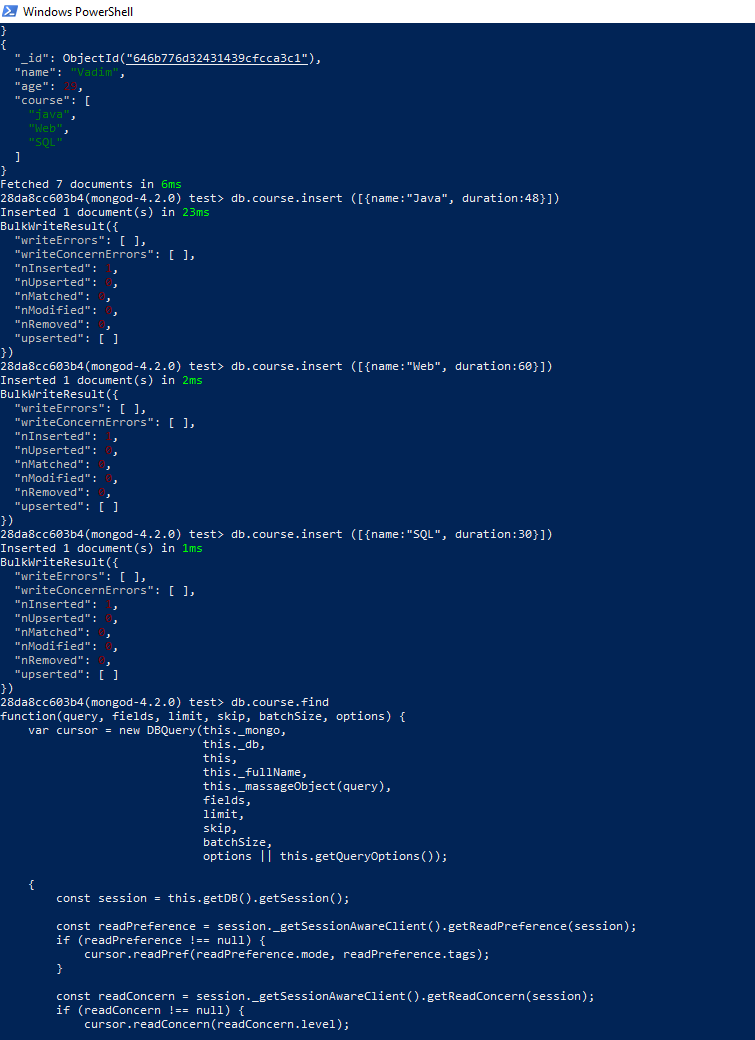 Windows PowerShell
}
{
  "_id": ObjectId("646b776d32431439cfcca3c1"),
  "name": "Vadim",
  "age": 29,
  "course": [
    "java",
    "Web",
    "SQL"
  ]
}
Fetched 7 documents in 6ms
28da8cc603b4(mongod-4.2.0) test> db.course.insert ([{name:"Java", duration:48}])
Inserted 1 document(s) in 23ms
BulkWriteResult({
  "writeErrors": [ ],
  "writeConcernErrors": [ ],
  "nInserted": 1,
  "nUpserted": 0,
  "nMatched": 0,
  "nModified": 0,
  "nRemoved": 0,
  "upserted": [ ]
})
28da8cc603b4(mongod-4.2.0) test> db.course.insert ([{name:"Web", duration:60}])
Inserted 1 document(s) in 2ms
BulkWriteResult({
  "writeErrors": [ ],
  "writeConcernErrors": [ ],
  "nInserted": 1,
  "nUpserted": 0,
  "nMatched": 0,
  "nModified": 0,
  "nRemoved": 0,
  "upserted": [ ]
})
28da8cc603b4(mongod-4.2.0) test> db.course.insert ([{name:"SQL", duration:30}])
Inserted 1 document(s) in 1ms
BulkWriteResult({
  "writeErrors": [ ],
  "writeConcernErrors": [ ],
  "nInserted": 1,
  "nUpserted": 0,
  "nMatched": 0,
  "nModified": 0,
  "nRemoved": 0,
  "upserted": [ ]
})
28da8cc603b4(mongod-4.2.0) test> db.course.find
function(query, fields, limit, skip, batchSize, options) {
    var cursor = new DBQuery(this._mongo,
                             this._db,
                             this,
                             this._fullName,
                             this._massageObject(query),
                             fields,
                             limit,
                             skip,
                             batchSize,
                             options || this.getQueryOptions());

    {
        const session = this.getDB().getSession();

        const readPreference = session._getSessionAwareClient().getReadPreference(session);
        if (readPreference !== null) {
            cursor.readPref(readPreference.mode, readPreference.tags);
        }

        const readConcern = session._getSessionAwareClient().getReadConcern(session);
        if (readConcern !== null) {
            cursor.readConcern(readConcern.level);